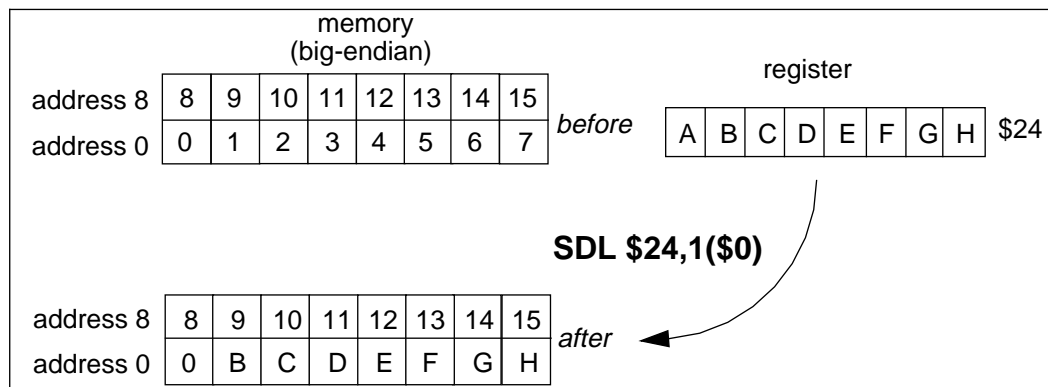 memory
(big-endian)
register
address 8 8 9 10 11 12 13 14 15
address 0 0 1 2 3 4 5 6 7
before
A B C D E F G H $24
SDL $24,1($0)
address 8 8 9 10 11 12 13 14 15
address 0 0 B C D E F G H
after